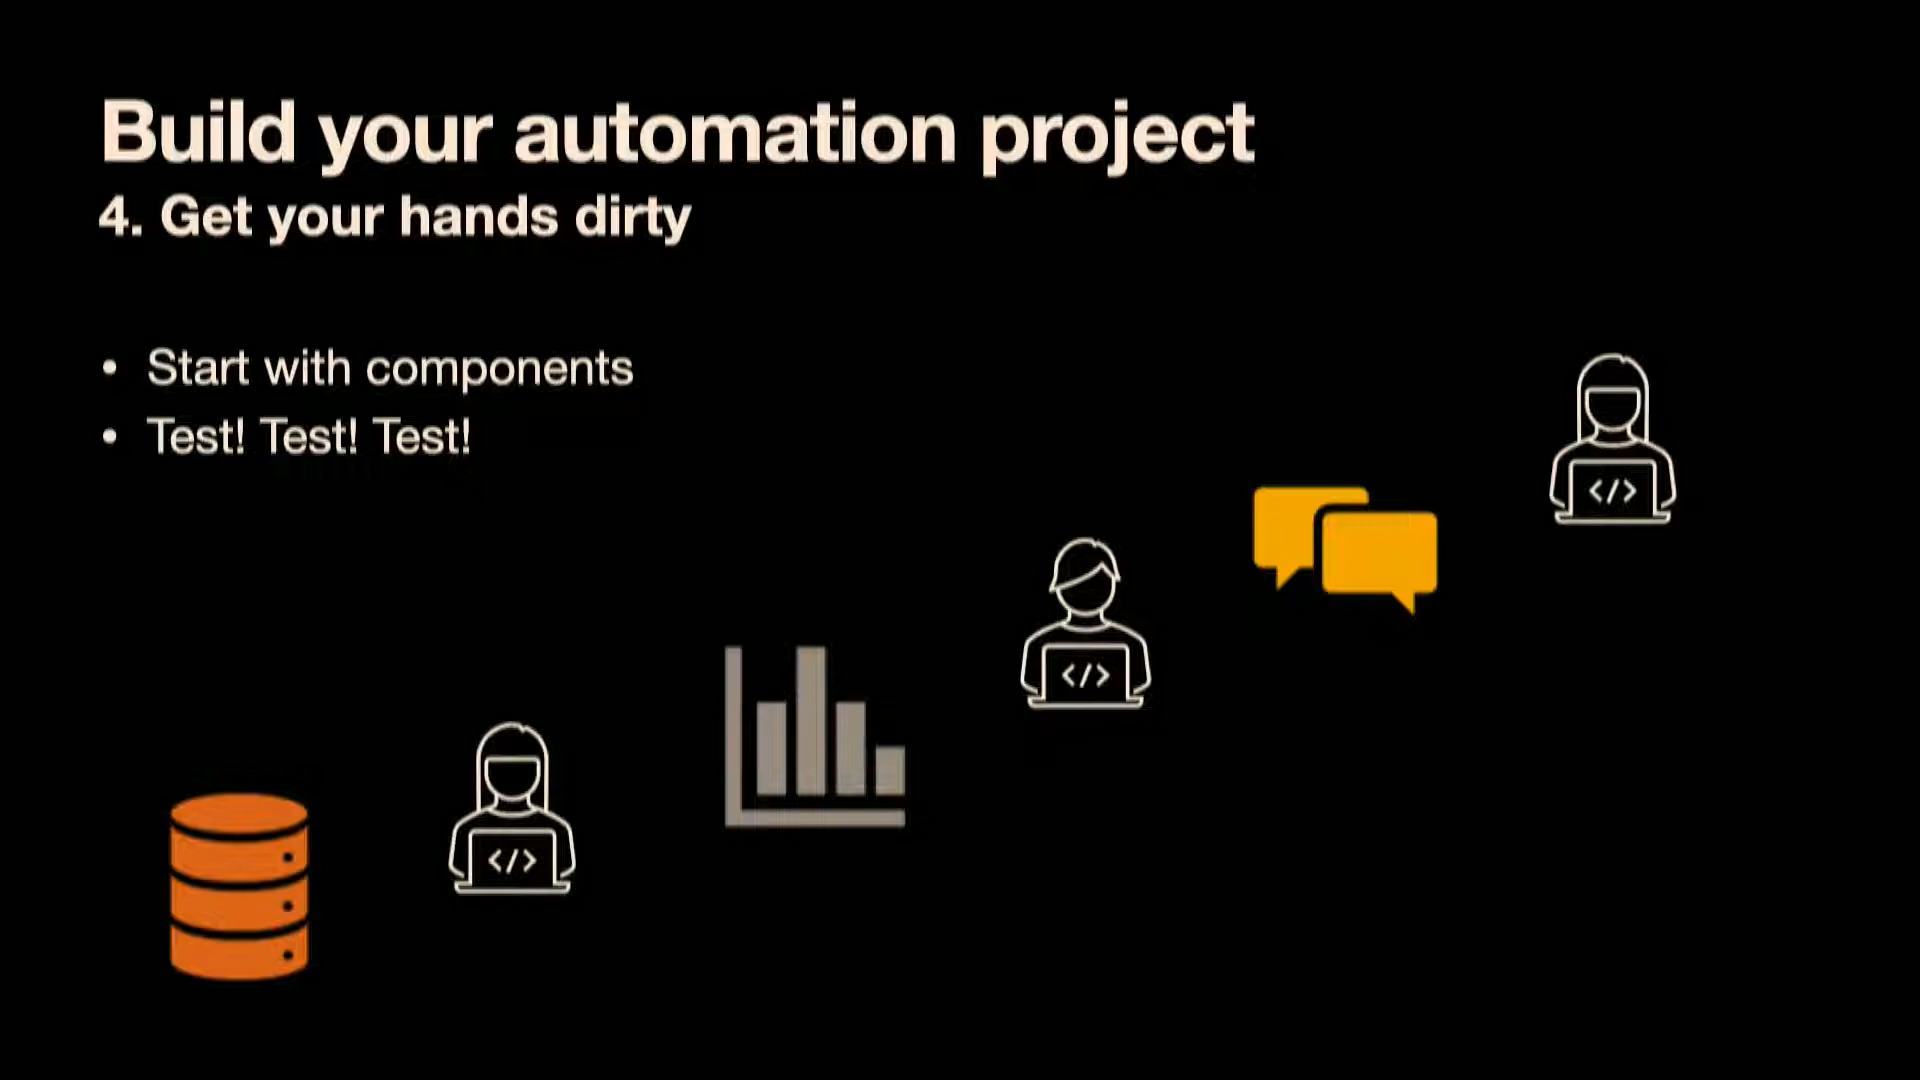 Build your automation project
4. Get your hands dirty
• Start with components
• Test! Test! Test!
</>
</>
</>